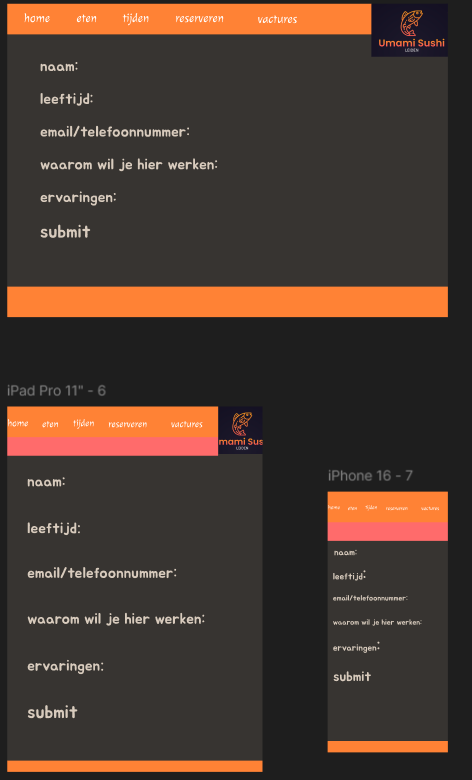 home eten tijden reserveren vactures
Umami Sushi
LEIDEN
naam:
leeftijd:
email/telefoonnummer:
waarom wil je hier werken:
ervaringen:
submit
iPad Pro 11" - 6
home eten tijden reserveren vactures
mami Sus
LEIDEN
naam:
leeftijd:
email/telefoonnummer:
waarom wil je hier werken:
ervaringen:
submit
iPhone 16 - 7
home eten tijden reserveren vactures
naam:
leeftijd:
email/telefoonnummer:
waarom wil je hier werken:
ervaringen:
submit